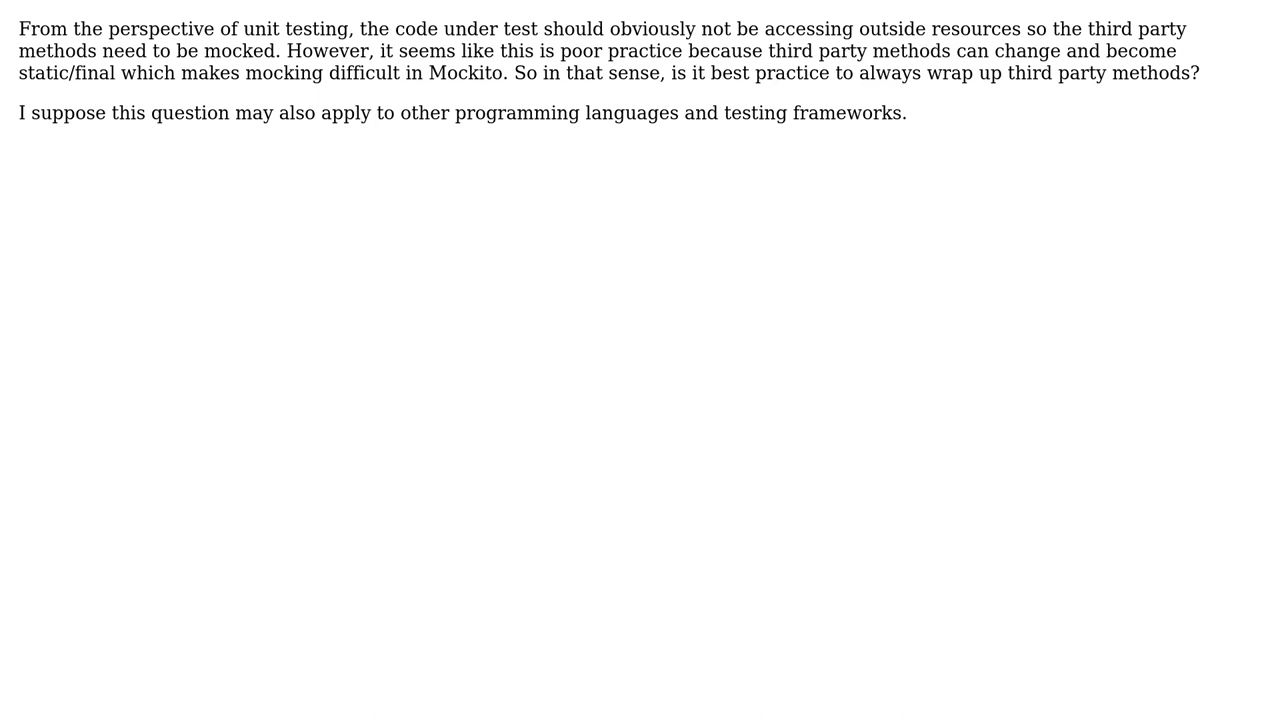 From the perspective of unit testing, the code under test should obviously not be accessing outside resources so the third party
methods need to be mocked. However, it seems like this is poor practice because third party methods can change and become
static/final which makes mocking difficult in Mockito. So in that sense, is it best practice to always wrap up third party methods?
I suppose this question may also apply to other programming languages and testing frameworks.